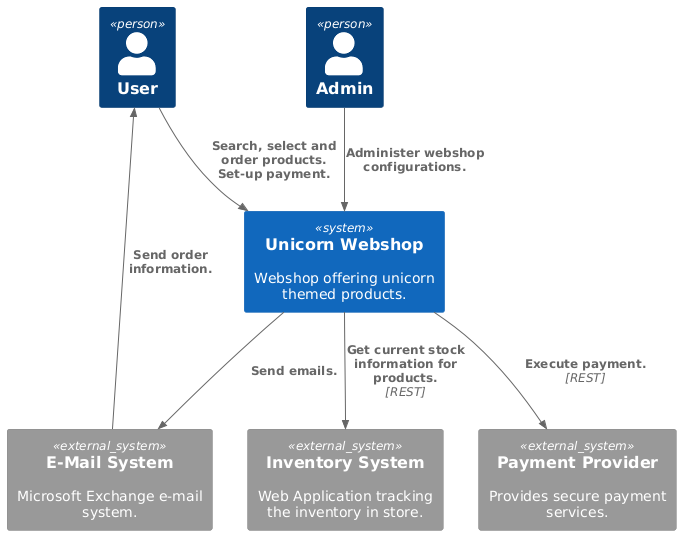 «person»
User
«person»
Admin
Search, select and
order products.
Set-up payment.
Administer webshop
configurations.
«system»
Unicorn Webshop
Webshop offering unicorn
themed products.
Send order
information.
Send emails.
Get current stock
information for
products.
[REST]
Execute payment.
[REST]
«external_system»
E-Mail System
Microsoft Exchange e-mail
system.
«external_system»
Inventory System
Web Application tracking
the inventory in store.
«external_system»
Payment Provider
Provides secure payment
services.